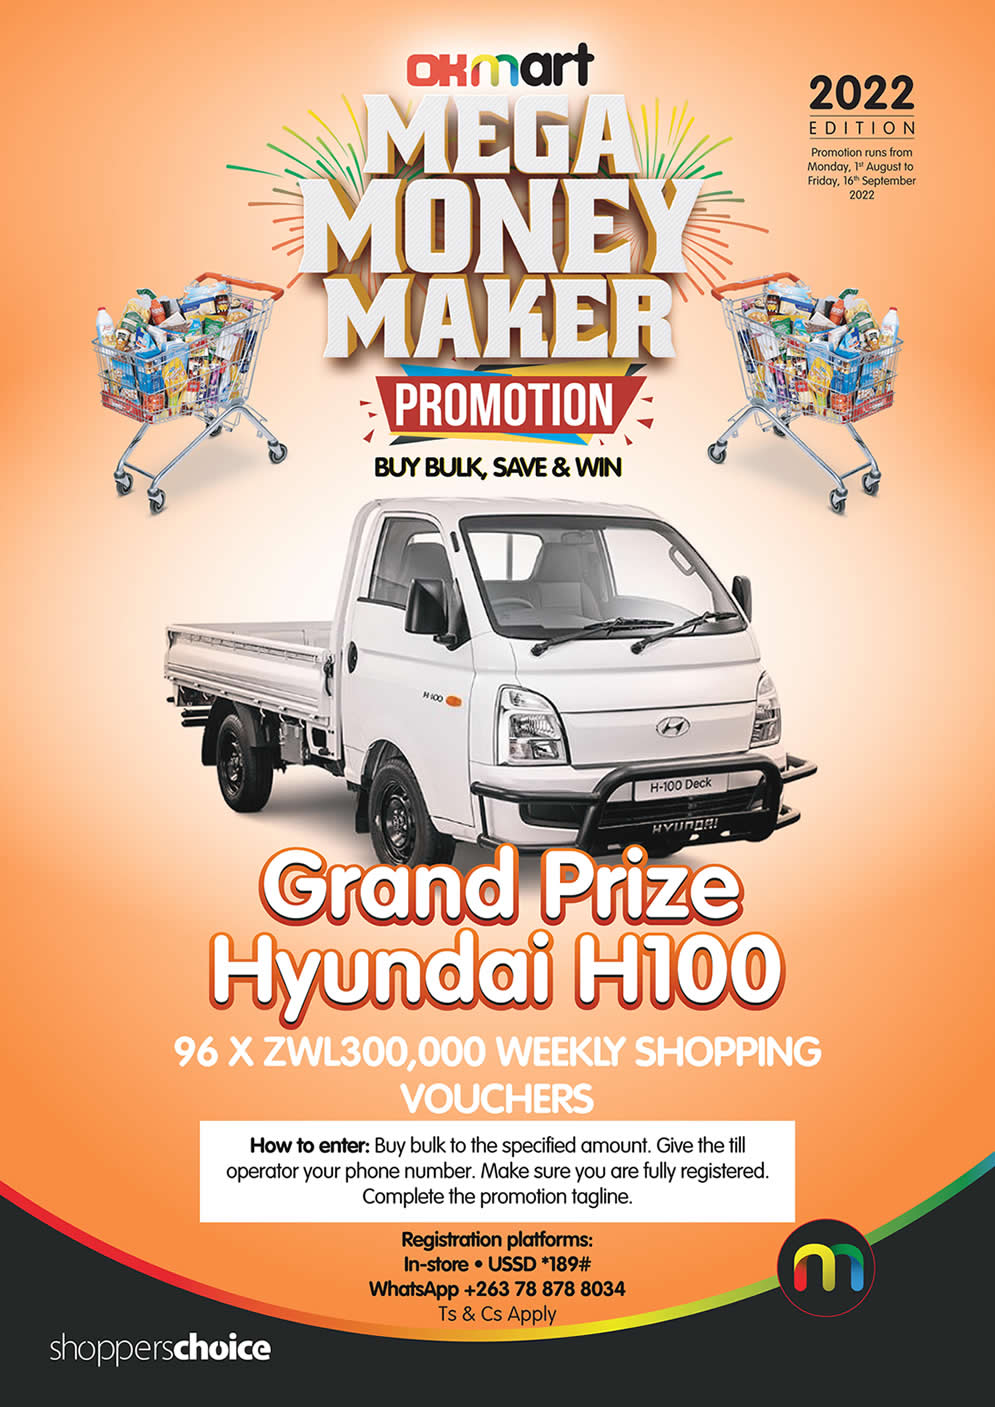 OKmart
MEGA
MONEY
MAKER
PROMOTION
BUY BULK, SAVE & WIN
2022
EDITION
Promotion runs from
Monday, 1st August to
Friday, 16th September
2022
H-100
H-100 Deck
HYUNDAI
Grand Prize
Hyundai H100
96 X ZWL300,000 WEEKLY SHOPPING
VOUCHERS
How to enter: Buy bulk to the specified amount. Give the till
operator your phone number. Make sure you are fully registered.
Complete the promotion tagline.
Registration platforms:
In-store • USSD *189#
WhatsApp +263 78 878 8034
Ts & Cs Apply
m
shopperschoice